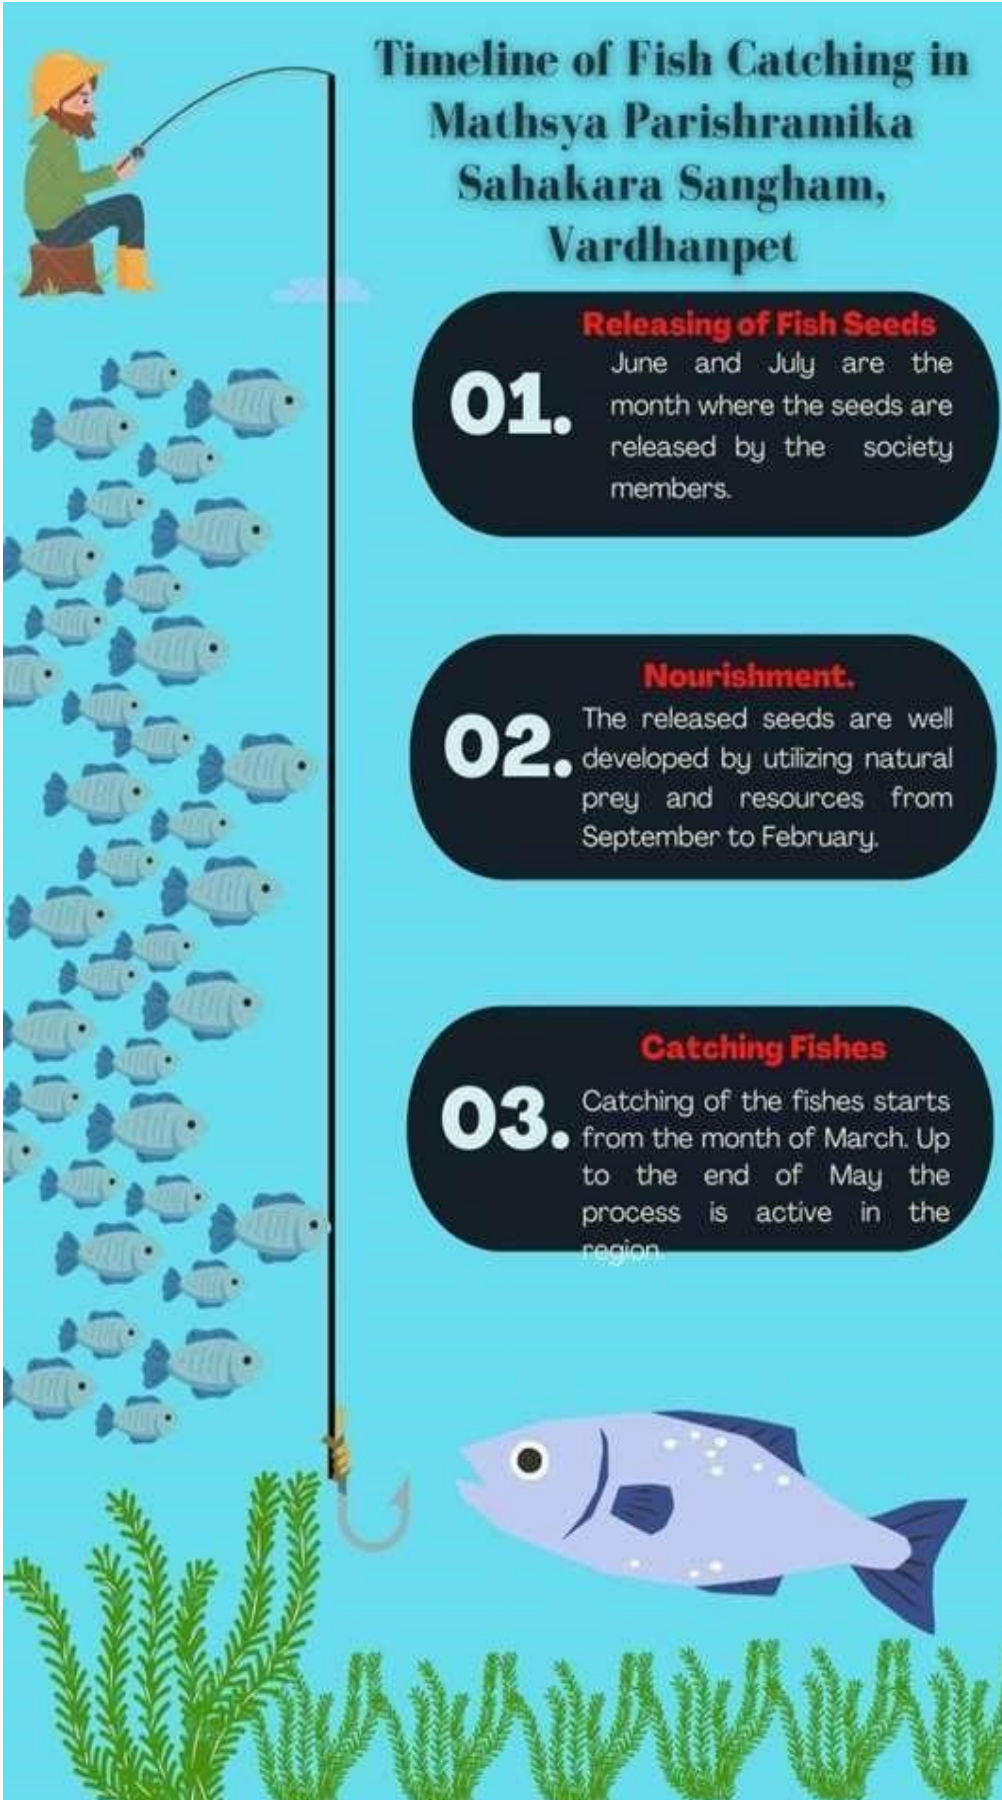 Timeline of Fish Catching in
Mathsya Parishramika
Sahakara Sangham,
Vardhanpet
Releasing of Fish Seeds
01.
June and July are the
month where the seeds are
released by the society
members.
Nourishment.
02.
The released seeds are well
developed by utilizing natural
prey and resources from
September to February.
Catching Fishes
03.
Catching of the fishes starts
from the month of March. Up
to the end of May the
process is active in the
region.